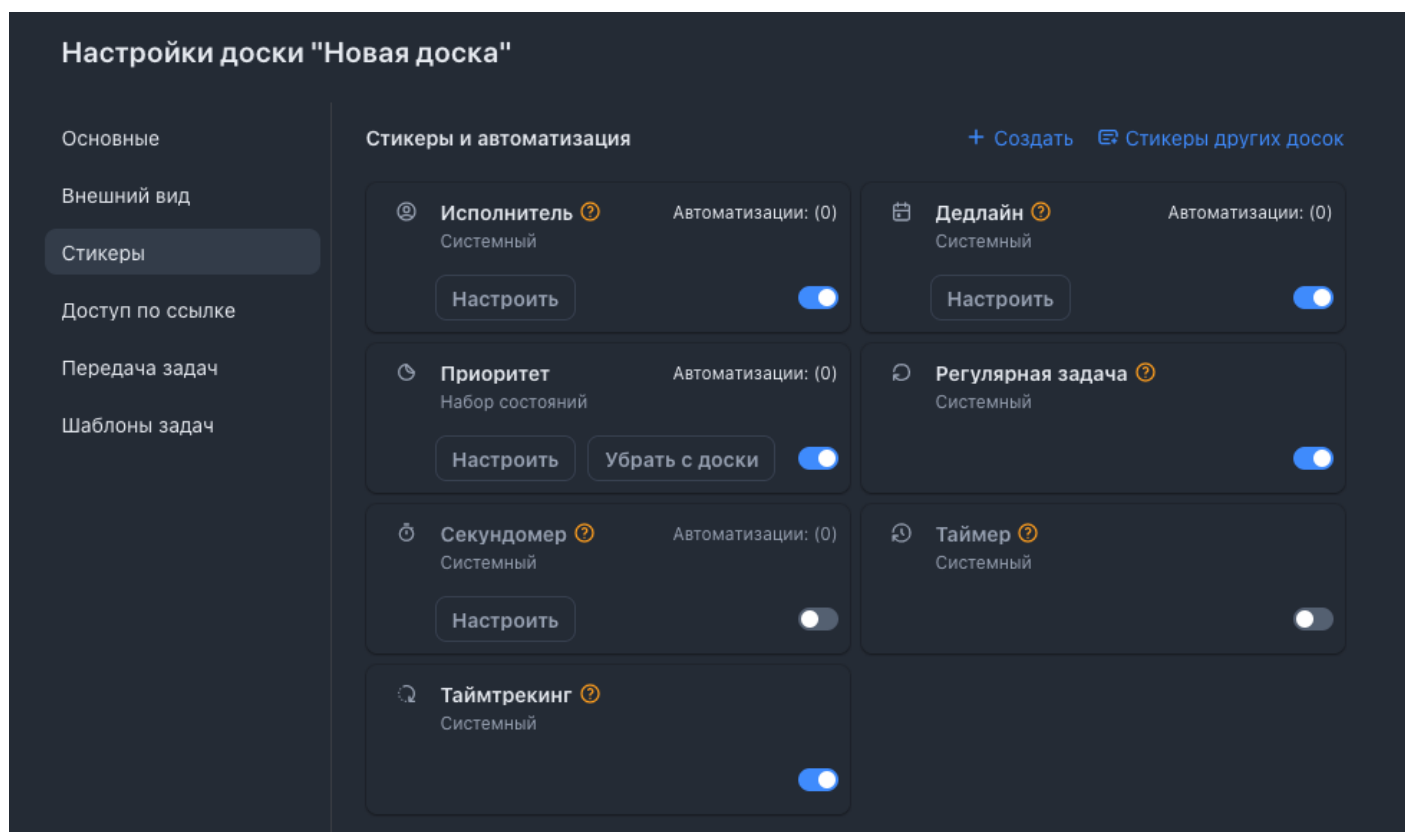 Настройки доски "Новая доска"
Основные
Внешний вид
Стикеры
Доступ по ссылке
Передача задач
Шаблоны задач
Стикеры и автоматизация
+ Создать Стикеры других досок
Исполнитель ? Автоматизации: (0)
Системный
Настроить
Дедлайн ? Автоматизации: (0)
Системный
Настроить
Приоритет Автоматизации: (0)
Набор состояний
Настроить Убрать с доски
Регулярная задача ?
Системный
Секундомер ? Автоматизации: (0)
Системный
Настроить
Таймер ?
Системный
Таймтрекинг ?
Системный